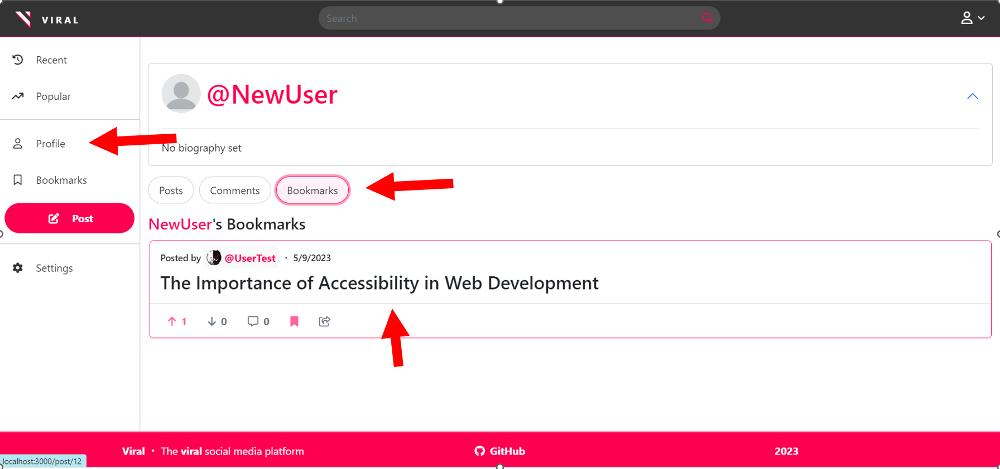 VIRAL
Search
Recent
Popular
Profile
Bookmarks
Post
Settings
@NewUser
No biography set
Posts Comments Bookmarks
NewUser's Bookmarks
Posted by @UserTest · 5/9/2023
The Importance of Accessibility in Web Development
1 0 0
Viral · The viral social media platform GitHub 2023
localhost:3000/post/12